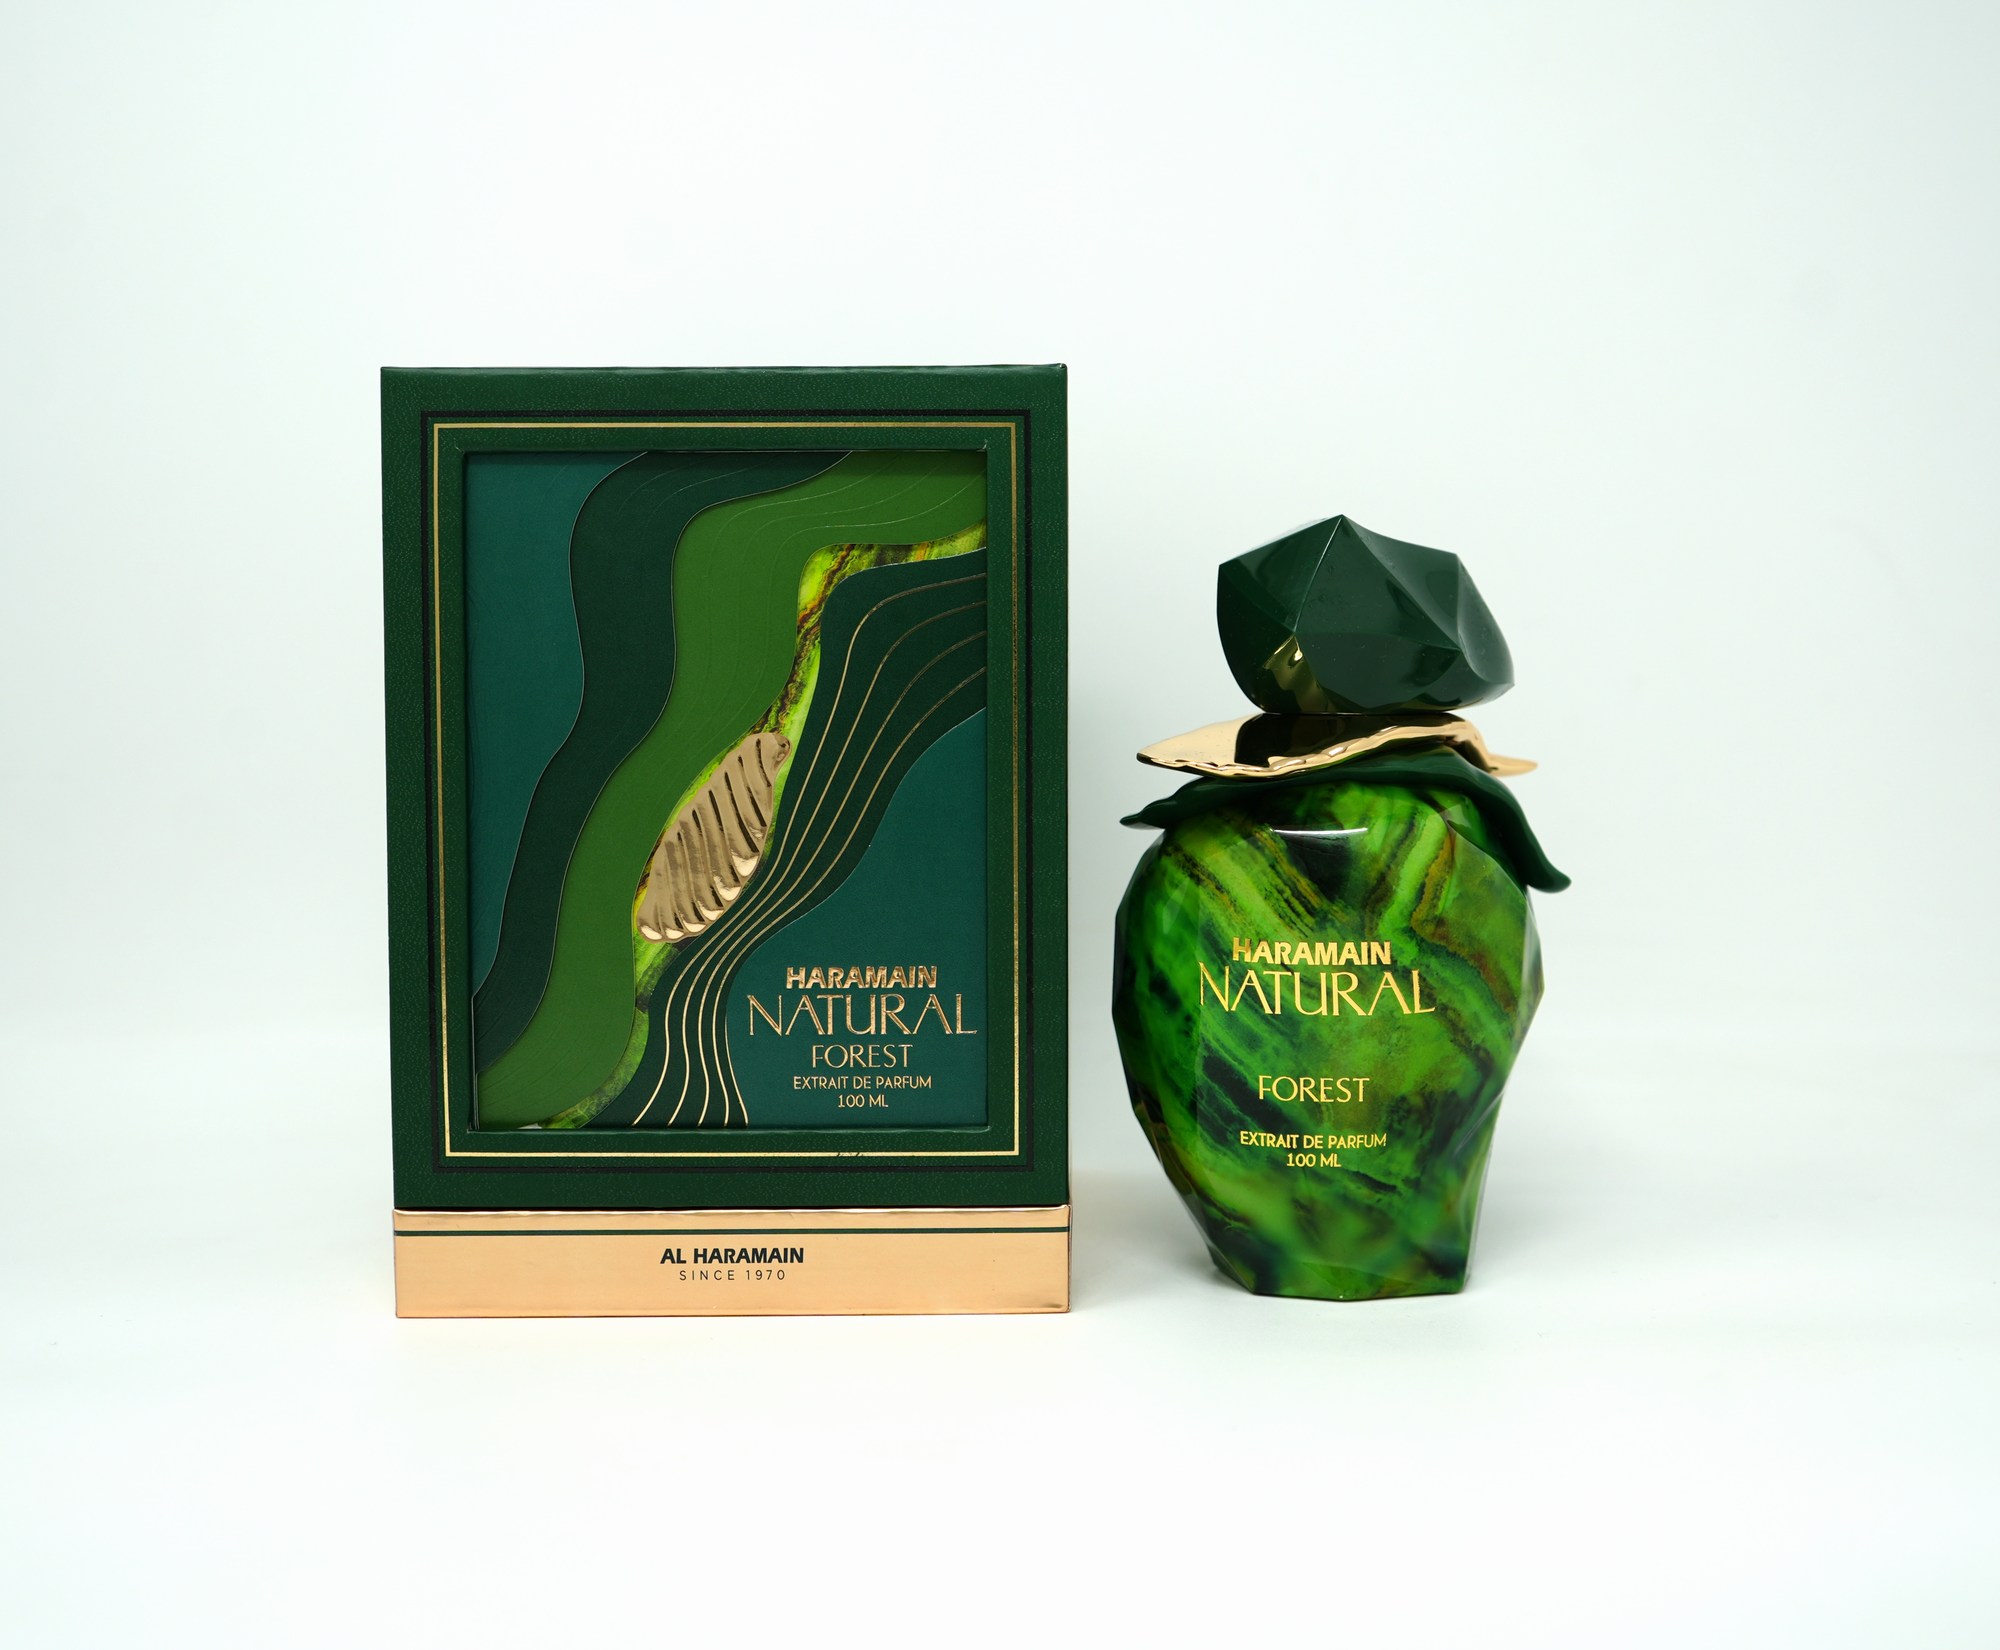 HARAMAIN
NATURAL
FOREST
EXTRAIT DE PARFUM
100 ML
AL HARAMAIN
SINCE 1970
HARAMAIN
NATURAL
FOREST
EXTRAIT DE PARFUM
100 ML